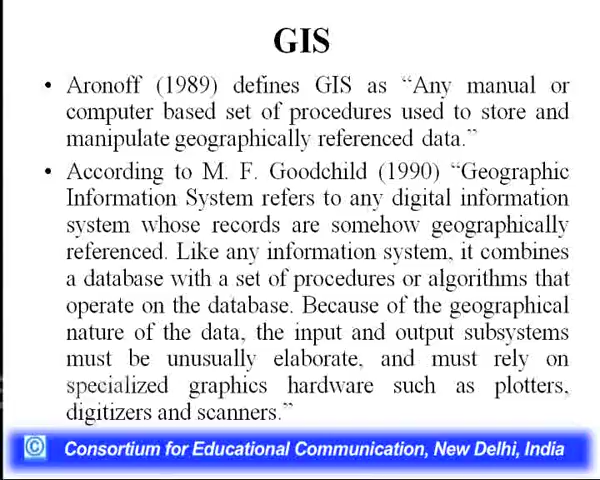 GIS
• Aronoff (1989) defines GIS as “Any manual or
computer based set of procedures used to store and
manipulate geographically referenced data.”
• According to M. F. Goodchild (1990) “Geographic
Information System refers to any digital information
system whose records are somehow geographically
referenced. Like any information system, it combines
a database with a set of procedures or algorithms that
operate on the database. Because of the geographical
nature of the data, the input and output subsystems
must be unusually elaborate, and must rely on
specialized graphics hardware such as plotters,
digitizers and scanners.”
© Consortium for Educational Communication, New Delhi, India